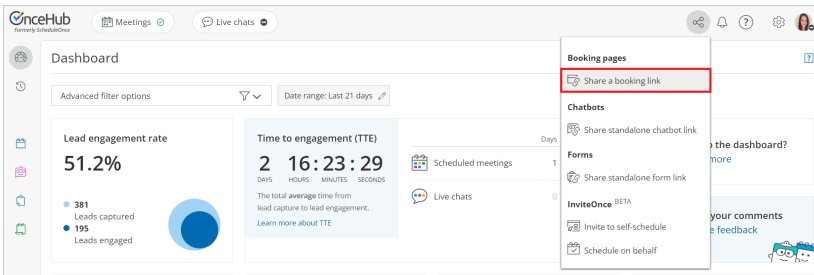 OnceHub
Formerly ScheduleOnce
Meetings
Live chats
Dashboard
Advanced filter options
Date range: Last 21 days
Lead engagement rate
51.2%
381
Leads captured
195
Leads engaged
Time to engagement (TTE)
2 16 : 23 : 29
DAYS HOURS MINUTES SECONDS
The total average time from
lead capture to lead engagement.
Learn more about TTE
Days
Scheduled meetings 1
Live chats 0
Booking pages
Share a booking link
Chatbots
Share standalone chatbot link
Forms
Share standalone form link
InviteOnce BETA
Invite to self-schedule
Schedule on behalf
the dashboard?
more
your comments
feedback